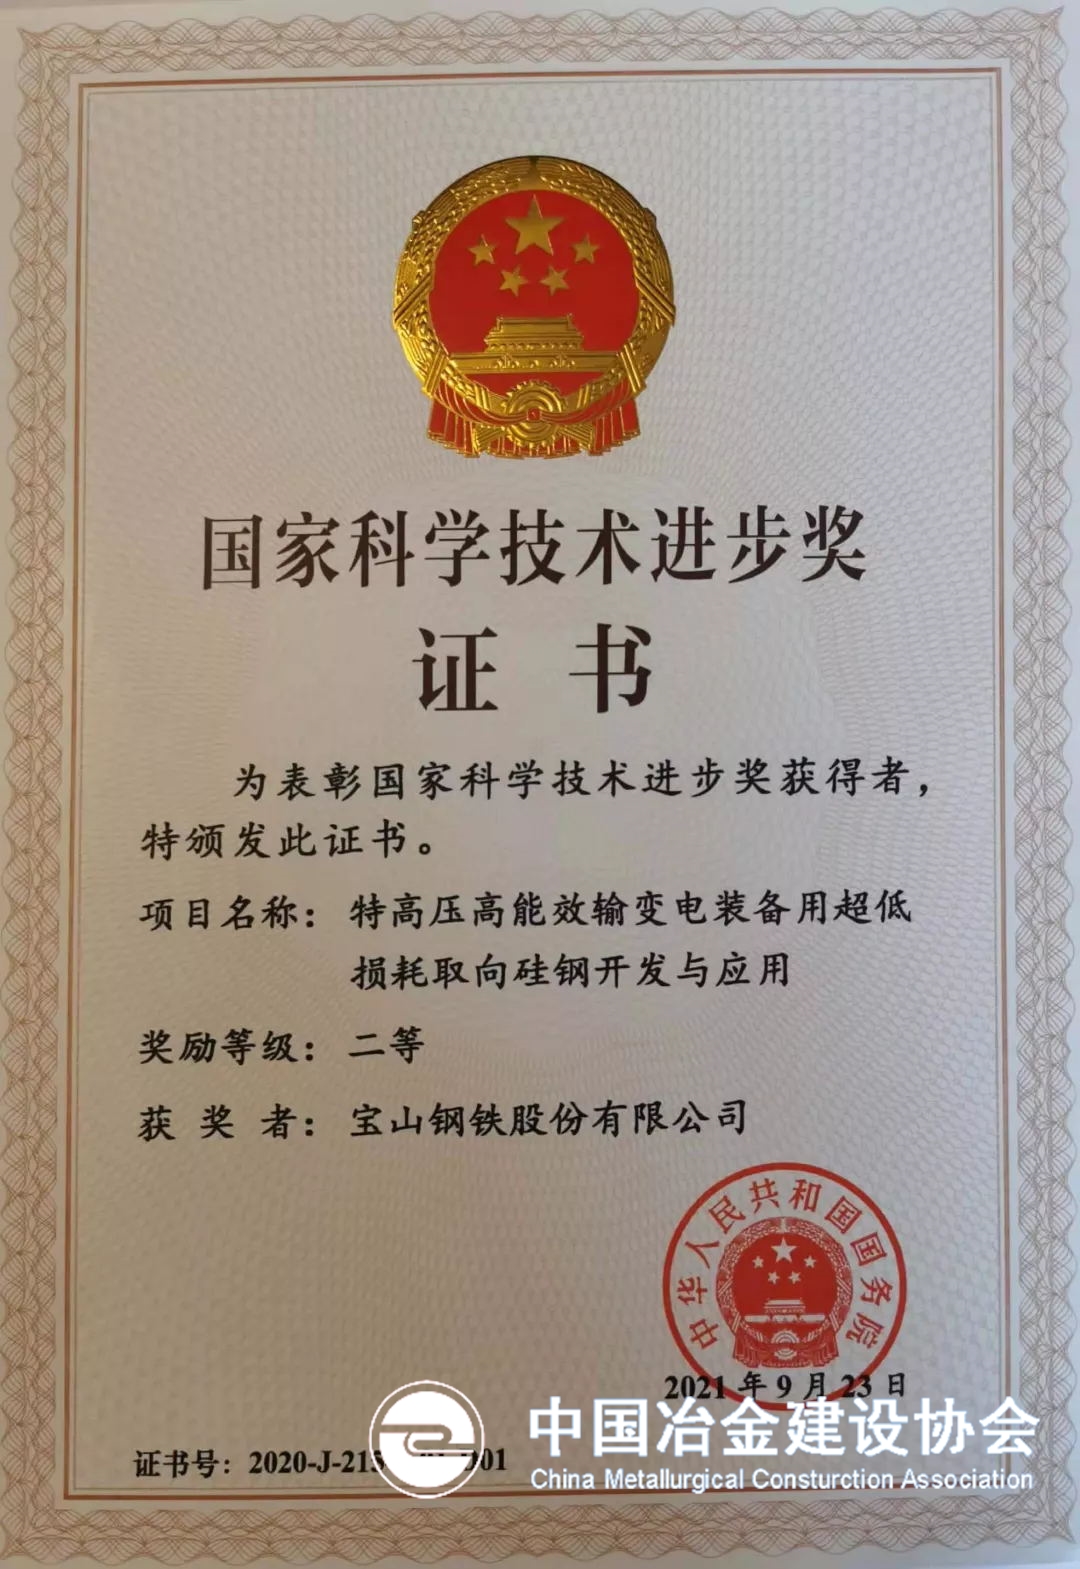 国家科学技术进步奖
证书
为表彰国家科学技术进步奖获得者，
特颁发此证书。
项目名称：特高压高能效输变电装备用超低
损耗取向硅钢开发与应用
奖励等级：二等
获奖者：宝山钢铁股份有限公司
中华人民共和国国务院
2021年9月23日
证书号：2020-J-213
中国冶金建设协会
China Metallurgical Consturction Association